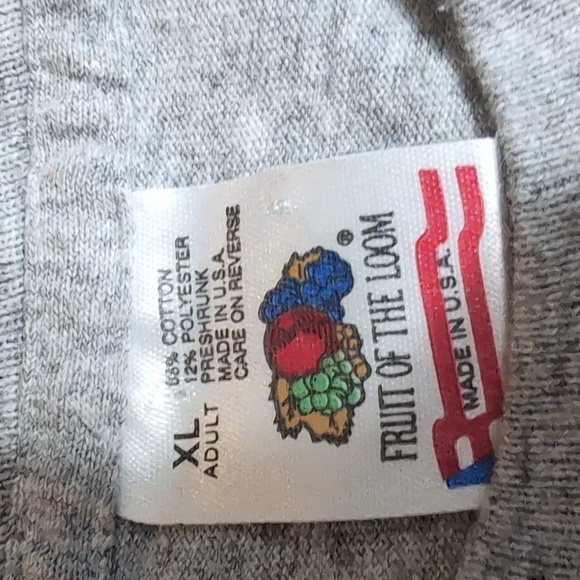 XL
ADULT
88% COTTON
12% POLYESTER
PRESHRUNK
MADE IN U.S.A.
CARE ON REVERSE
®
FRUIT OF THE LOOM
MADE IN U.S.A.